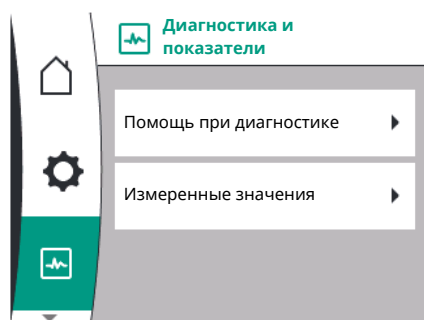 Диагностика и
показатели
Помощь при диагностике
Измеренные значения